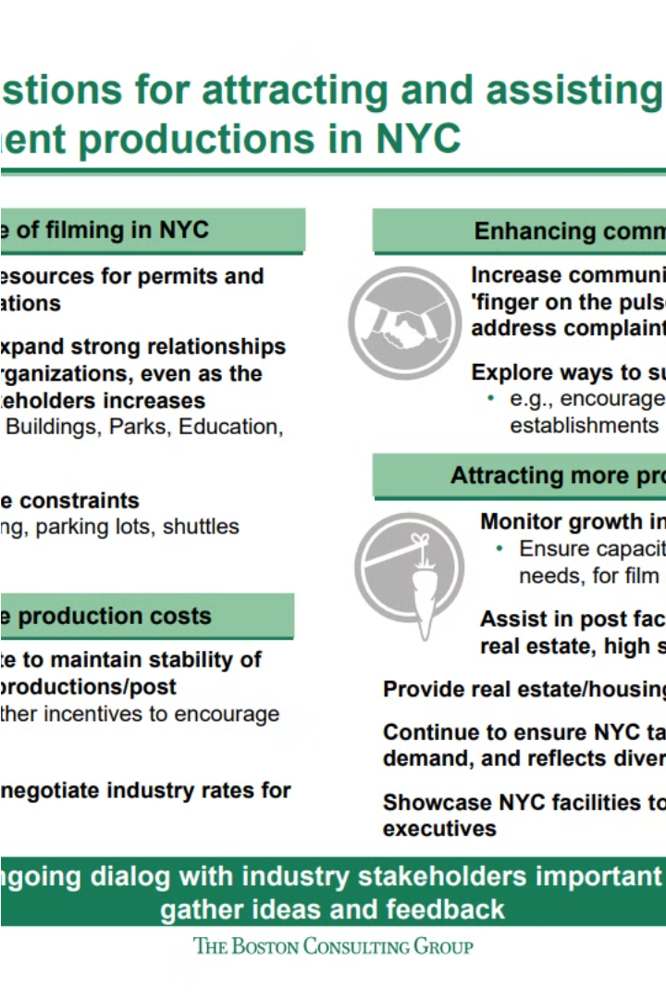 stions for attracting and assisting
ent productions in NYC
e of filming in NYC
esources for permits and
ations
xpand strong relationships
rganizations, even as the
keholders increases
Buildings, Parks, Education,
e constraints
ng, parking lots, shuttles
e production costs
te to maintain stability of
productions/post
ther incentives to encourage
negotiate industry rates for
Enhancing comm
Increase communi
'finger on the puls
address complaint
Explore ways to su
• e.g., encourage
establishments
Attracting more pro
Monitor growth in
• Ensure capacit
needs, for film
Assist in post fac
real estate, high s
Provide real estate/housing
Continue to ensure NYC ta
demand, and reflects diver
Showcase NYC facilities to
executives
ngoing dialog with industry stakeholders important
gather ideas and feedback
THE BOSTON CONSULTING GROUP